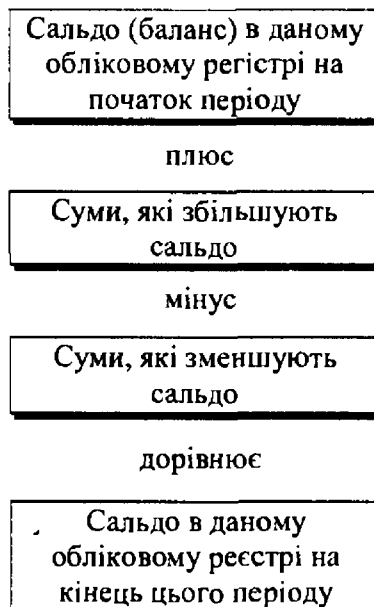 Сальдо (баланс) в даному
обліковому регістрі на
початок періоду
плюс
Суми, які збільшують
сальдо
мінус
Суми, які зменшують
сальдо
дорівнює
Сальдо в даному
обліковому реєстрі на
кінець цього періоду